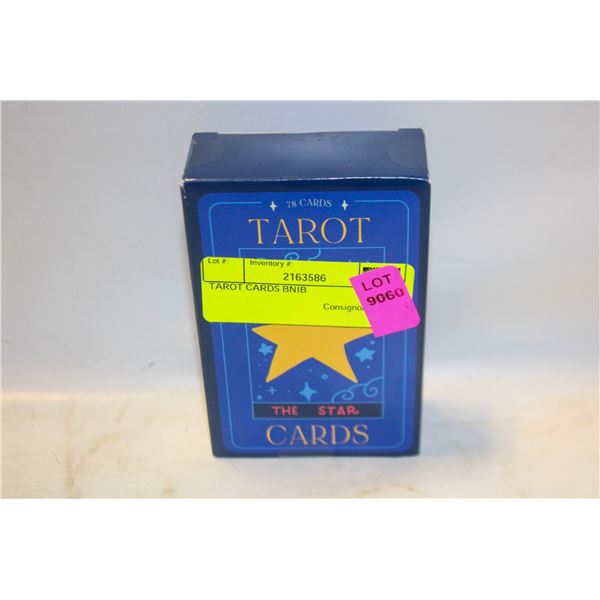 78 CARDS
TAROT
Lot #: Inventory #:
2163586
TAROT CARDS BNIB
LOT
9060
THE STAR
CARDS